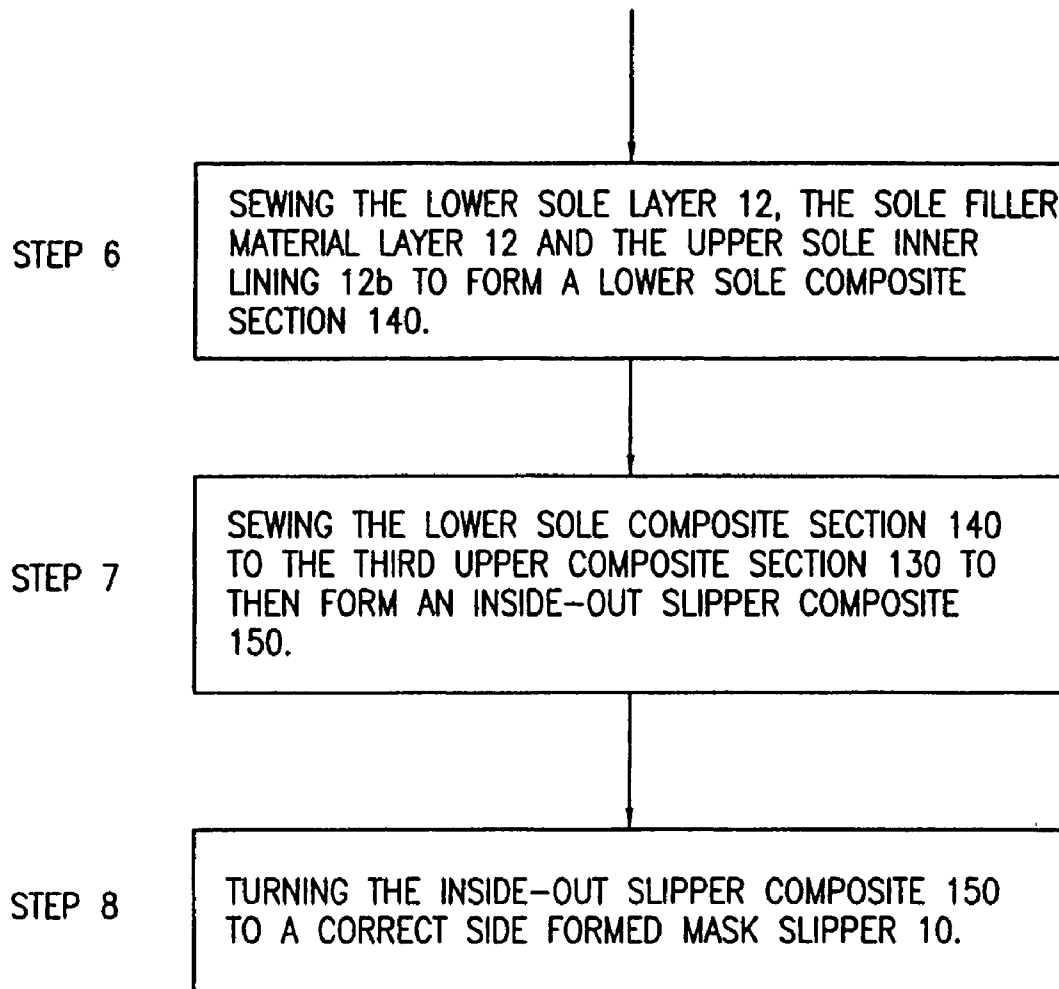 STEP 6
SEWING THE LOWER SOLE LAYER 12, THE SOLE FILLER
MATERIAL LAYER 12 AND THE UPPER SOLE INNER
LINING 12b TO FORM A LOWER SOLE COMPOSITE
SECTION 140.
STEP 7
SEWING THE LOWER SOLE COMPOSITE SECTION 140
TO THE THIRD UPPER COMPOSITE SECTION 130 TO
THEN FORM AN INSIDE-OUT SLIPPER COMPOSITE
150.
STEP 8
TURNING THE INSIDE-OUT SLIPPER COMPOSITE 150
TO A CORRECT SIDE FORMED MASK SLIPPER 10.